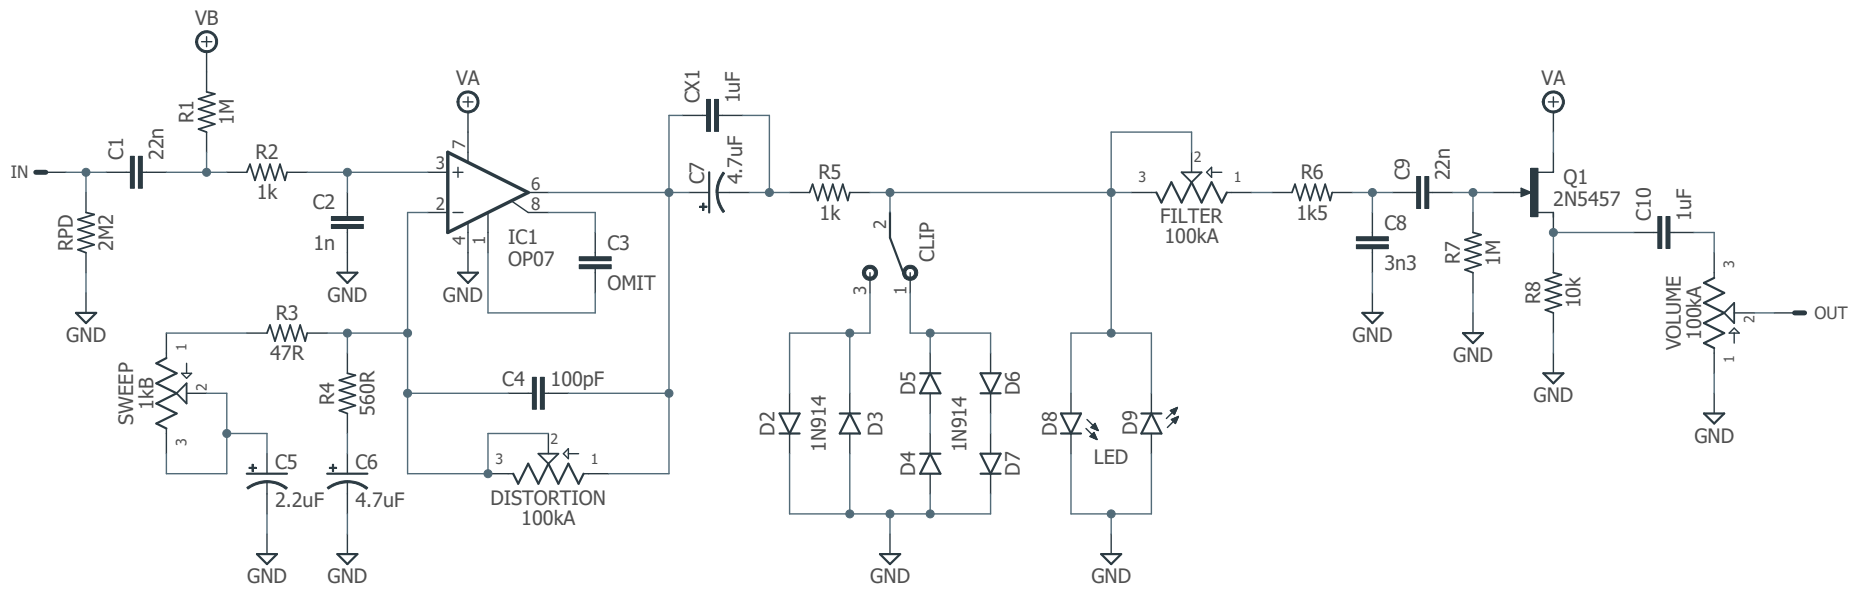 VB
R1
1M
IN
C1
22n
RPD
2M2
GND
R2
1k
C2
1n
GND
VA
7
3
+
2
−
6
8
4
1
IC1
OP07
GND
C3
OMIT
CX1
1uF
C7
4.7uF
+
R5
1k
2
CLIP
3
1
SWEEP
1kB
1
2
3
R3
47R
R4
560R
C5
2.2uF
+
GND
C6
4.7uF
+
GND
C4
100pF
3
2
1
DISTORTION
100kA
D2
1N914
D3
D5
D4
1N914
D6
D7
GND
D8
D9
LED
GND
3
2
1
FILTER
100kA
R6
1k5
C8
3n3
GND
C9
22n
R7
1M
GND
VA
Q1
2N5457
R8
10k
GND
C10
1uF
VOLUME
100kA
3
2
1
GND
OUT